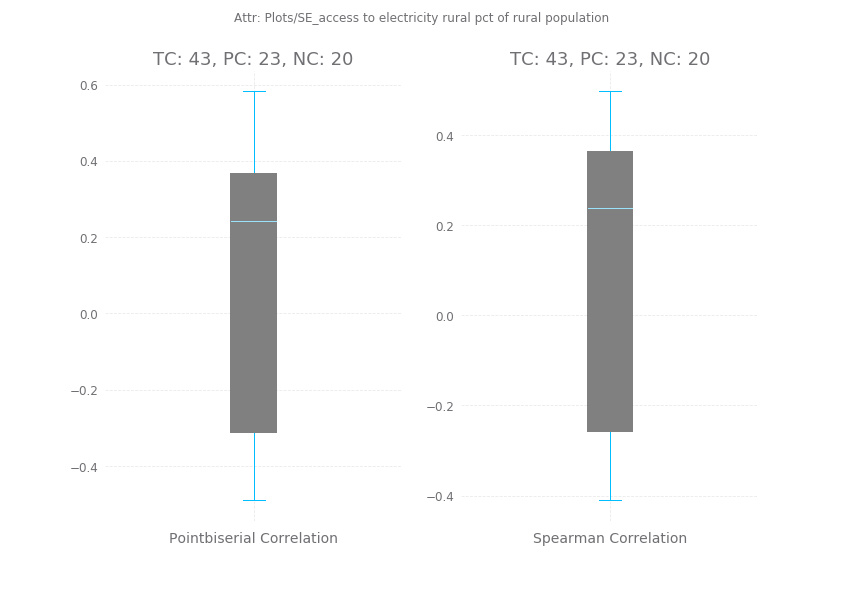 Attr: Plots/SE_access to electricity rural pct of rural population
TC: 43, PC: 23, NC: 20
0.6
0.4
0.2
0.0
−0.2
−0.4
Pointbiserial Correlation
TC: 43, PC: 23, NC: 20
0.4
0.2
0.0
−0.2
−0.4
Spearman Correlation